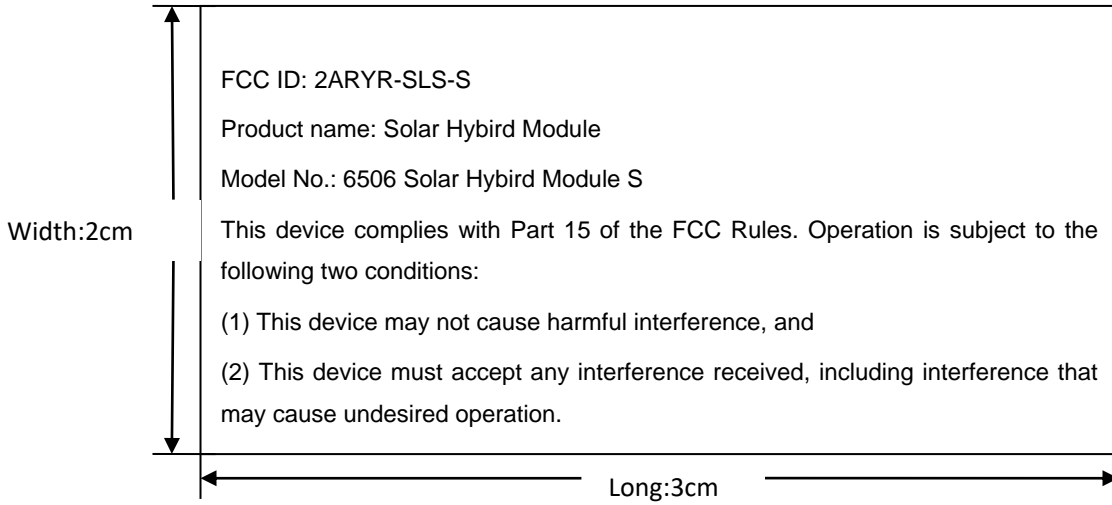 FCC ID: 2ARYR-SLS-S
Product name: Solar Hybird Module
Model No.: 6506 Solar Hybird Module S
Width:2cm
This device complies with Part 15 of the FCC Rules. Operation is subject to the
following two conditions:
(1) This device may not cause harmful interference, and
(2) This device must accept any interference received, including interference that
may cause undesired operation.
Long:3cm